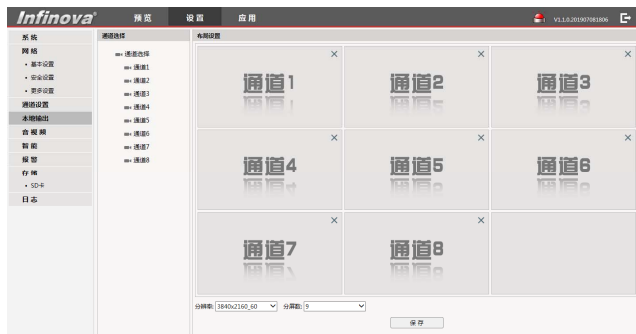 Infinova®
预览 设置 应用
V1.1.0.201907081806
系统
网络
• 基本设置
• 安全设置
• 更多设置
通道设置
本地输出
音视频
智能
报警
存储
• SD卡
日志
通道选择
通道选择
通道1
通道2
通道3
通道4
通道5
通道6
通道7
通道8
布局设置
通道1 通道2 通道3
通道4 通道5 通道6
通道7 通道8
分辨率: 3840x2160_60 分屏数: 9
保存